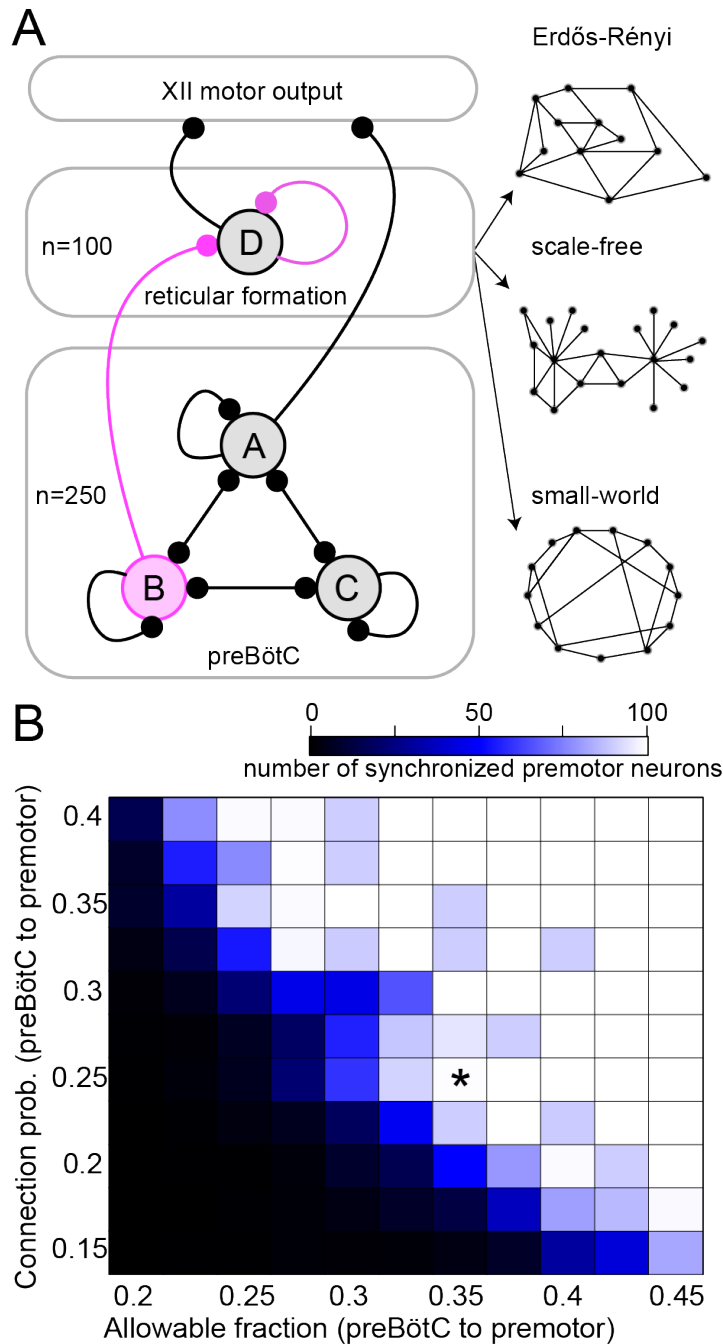 A
Erdős-Rényi
XII motor output
n=100
D
reticular formation
scale-free
A
n=250
small-world
B
C
preBötC
B
0 50 100
number of synchronized premotor neurons
Connection prob. (preBötC to premotor)
0.4
0.35
0.3
0.25
*
0.2
0.15
0.2 0.25 0.3 0.35 0.4 0.45
Allowable fraction (preBötC to premotor)